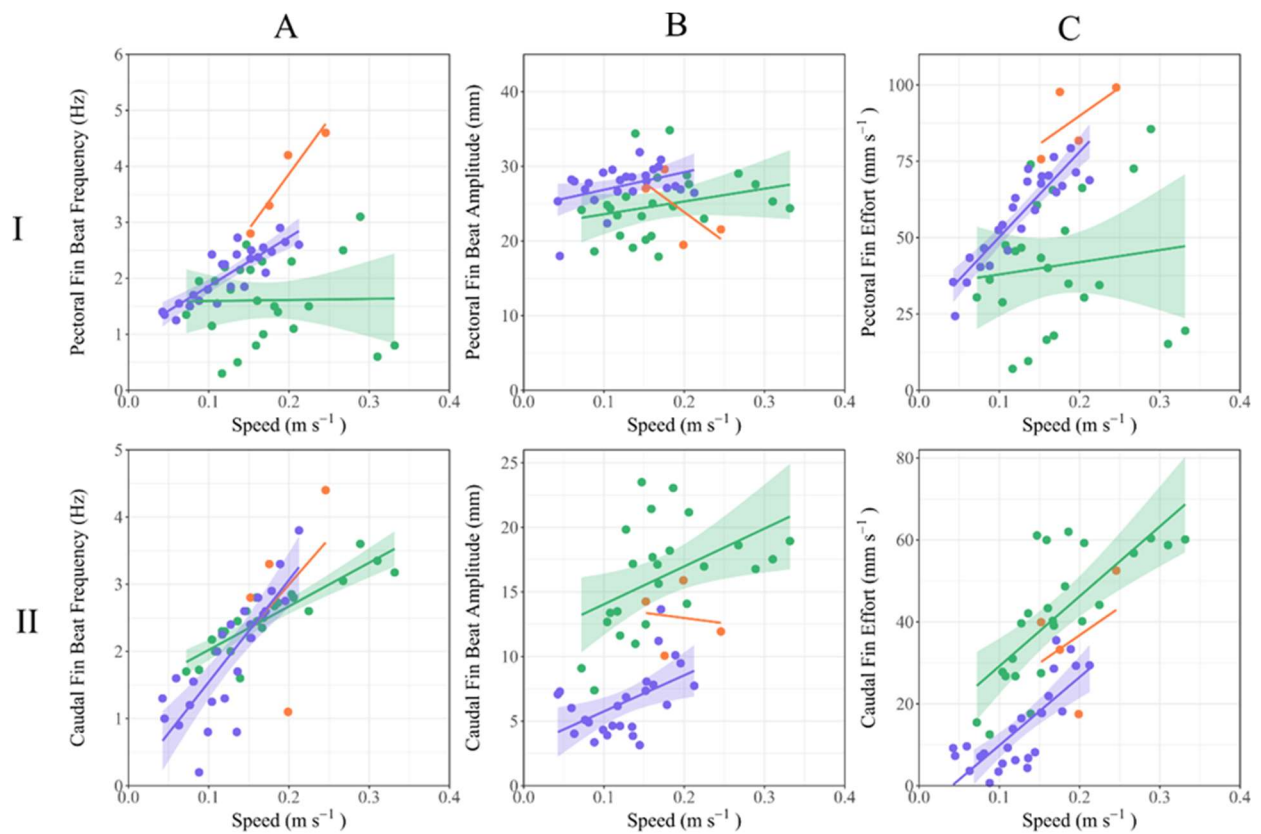 A B C
I
Pectoral Fin Beat Frequency (Hz)
0 1 2 3 4 5 6
0.0 0.1 0.2 0.3 0.4
Speed (m s⁻¹ )
Pectoral Fin Beat Amplitude (mm)
0 10 20 30 40
0.0 0.1 0.2 0.3 0.4
Speed (m s⁻¹ )
Pectoral Fin Effort (mm s⁻¹ )
0 25 50 75 100
0.0 0.1 0.2 0.3 0.4
Speed (m s⁻¹ )
II
Caudal Fin Beat Frequency (Hz)
0 1 2 3 4 5
0.0 0.1 0.2 0.3 0.4
Speed (m s⁻¹ )
Caudal Fin Beat Amplitude (mm)
0 5 10 15 20 25
0.0 0.1 0.2 0.3 0.4
Speed (m s⁻¹ )
Caudal Fin Effort (mm s⁻¹ )
0 20 40 60 80
0.0 0.1 0.2 0.3 0.4
Speed (m s⁻¹ )